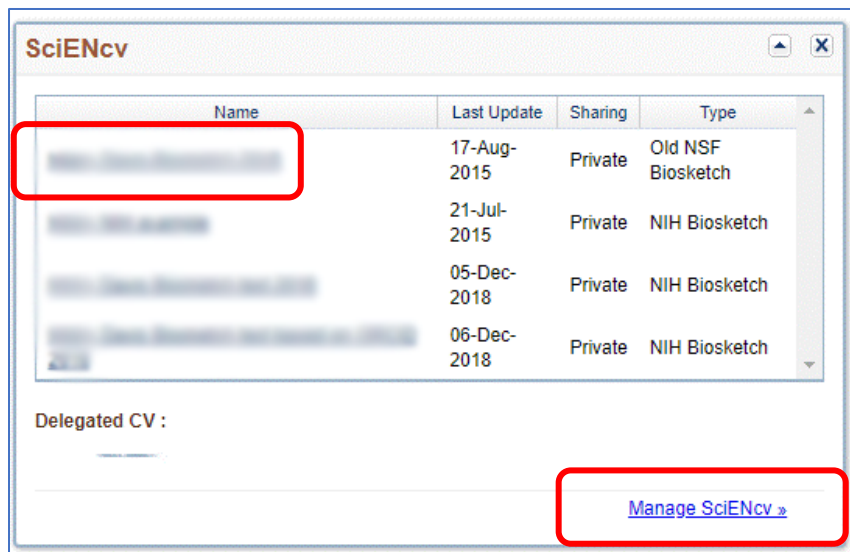 SciENcv
Name Last Update Sharing Type
17-Aug-
2015 Private Old NSF
Biosketch
21-Jul-
2015 Private NIH Biosketch
05-Dec-
2018 Private NIH Biosketch
06-Dec-
2018 Private NIH Biosketch
Delegated CV :
Manage SciENcv »